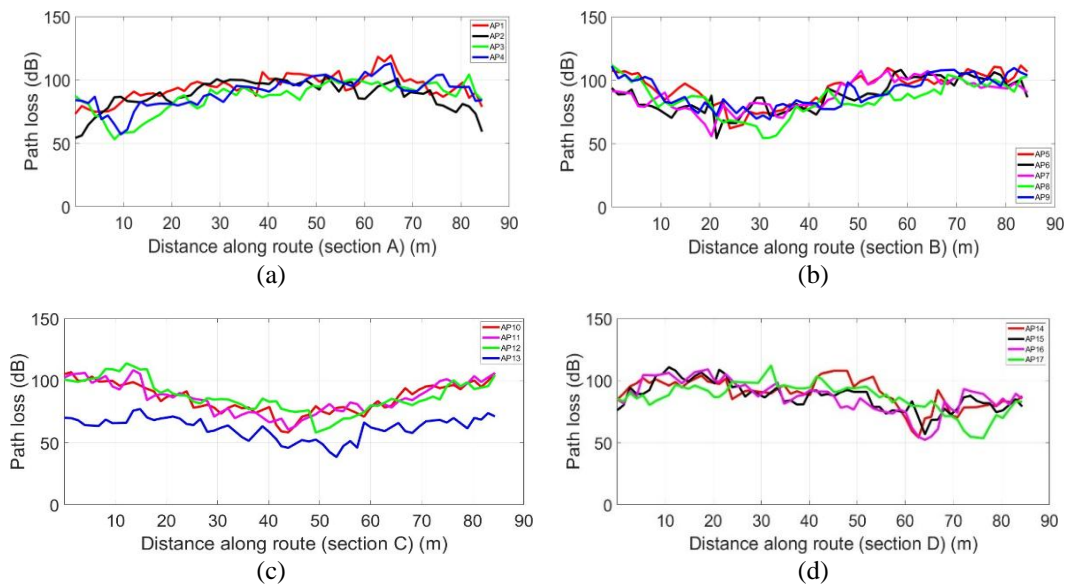 150
100
50
0
Path loss (dB)
AP1
AP2
AP3
AP4
10 20 30 40 50 60 70 80 90
Distance along route (section A) (m)
(a)
150
100
50
0
Path loss (dB)
AP5
AP6
AP7
AP8
AP9
10 20 30 40 50 60 70 80 90
Distance along route (section B) (m)
(b)
150
100
50
0
Path loss (dB)
AP10
AP11
AP12
AP13
10 20 30 40 50 60 70 80 90
Distance along route (section C) (m)
(c)
150
100
50
0
Path loss (dB)
AP14
AP15
AP16
AP17
10 20 30 40 50 60 70 80 90
Distance along route (section D) (m)
(d)